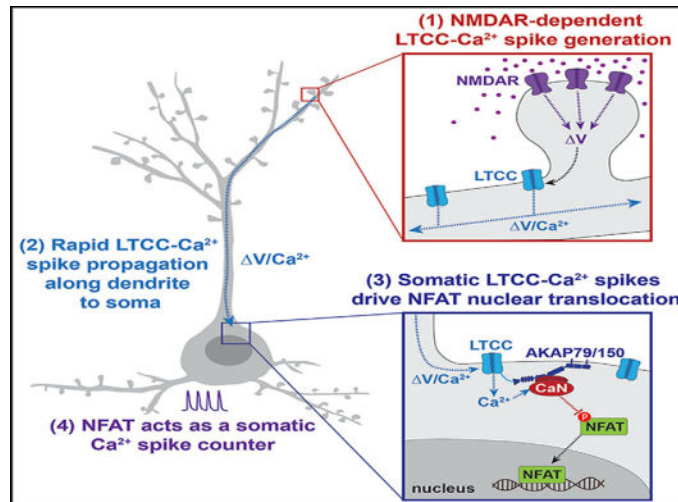 (1) NMDAR-dependent
LTCC-Ca²⁺ spike generation
NMDAR
ΔV
LTCC
ΔV/Ca²⁺
(2) Rapid LTCC-Ca²⁺
spike propagation
along dendrite
to soma
ΔV/Ca²⁺
(3) Somatic LTCC-Ca²⁺ spikes
drive NFAT nuclear translocation
LTCC
AKAP79/150
ΔV/Ca²⁺
Ca²⁺
CaN
P
NFAT
NFAT
nucleus
(4) NFAT acts as a somatic
Ca²⁺ spike counter